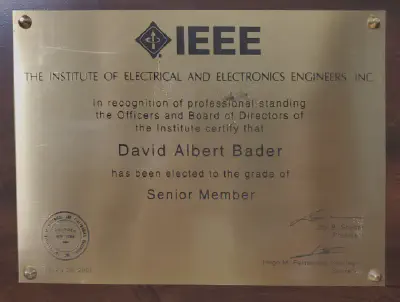 IEEE
THE INSTITUTE OF ELECTRICAL AND ELECTRONICS ENGINEERS, INC.
In recognition of professional standing
the Officers and Board of Directors of
the Institute certify that
David Albert Bader
has been elected to the grade of
Senior Member